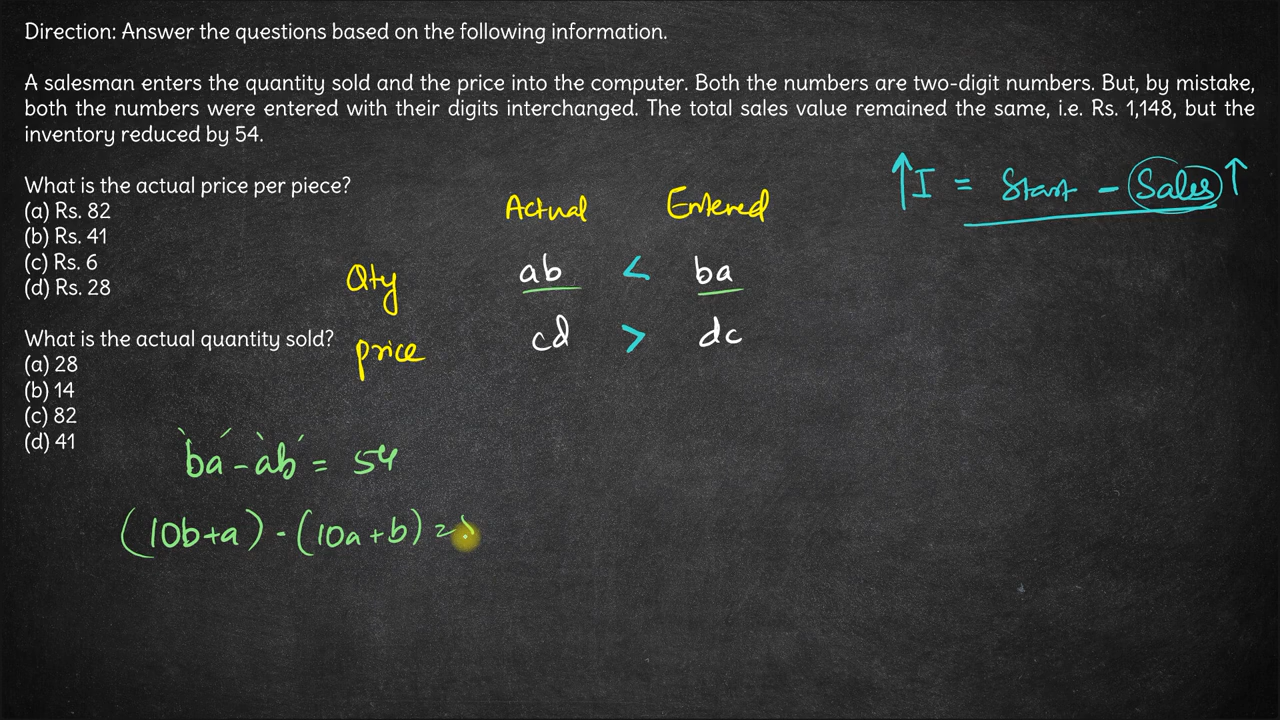 Direction: Answer the questions based on the following information.
A salesman enters the quantity sold and the price into the computer. Both the numbers are two-digit numbers. But, by mistake,
both the numbers were entered with their digits interchanged. The total sales value remained the same, i.e. Rs. 1,148, but the
inventory reduced by 54.
What is the actual price per piece?
(a) Rs. 82
(b) Rs. 41
(c) Rs. 6
(d) Rs. 28
↑I = Start - Sales↑
Actual Entered
Qty ab < ba
price cd > dc
What is the actual quantity sold?
(a) 28
(b) 14
(c) 82
(d) 41
ba - ab = 54
(10b+a) - (10a+b) =